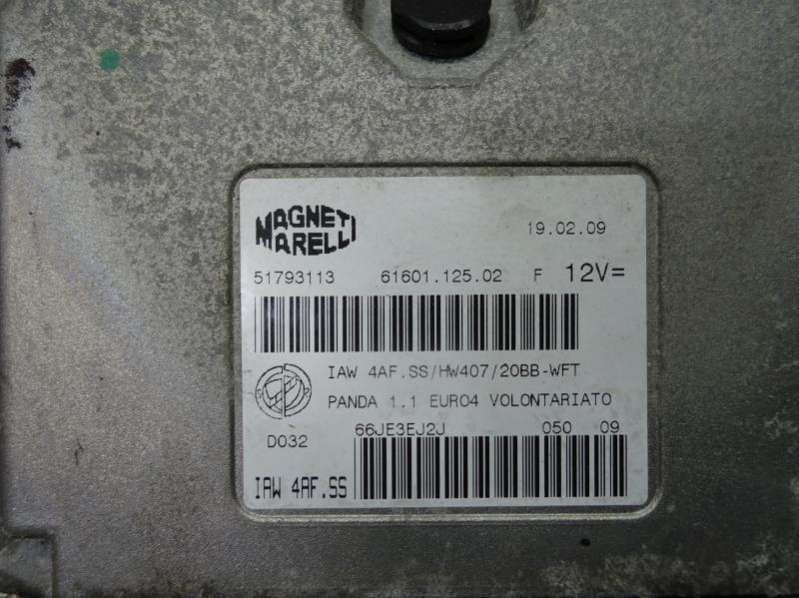 MAGNETI
MARELLI
19.02.09
51793113 61601.125.02 F 12V=
IAW 4AF.SS/HW407/20BB-WFT
PANDA 1.1 EURO4 VOLONTARIATO
D032 66JE3EJ2J 050 09
IAW 4AF.SS